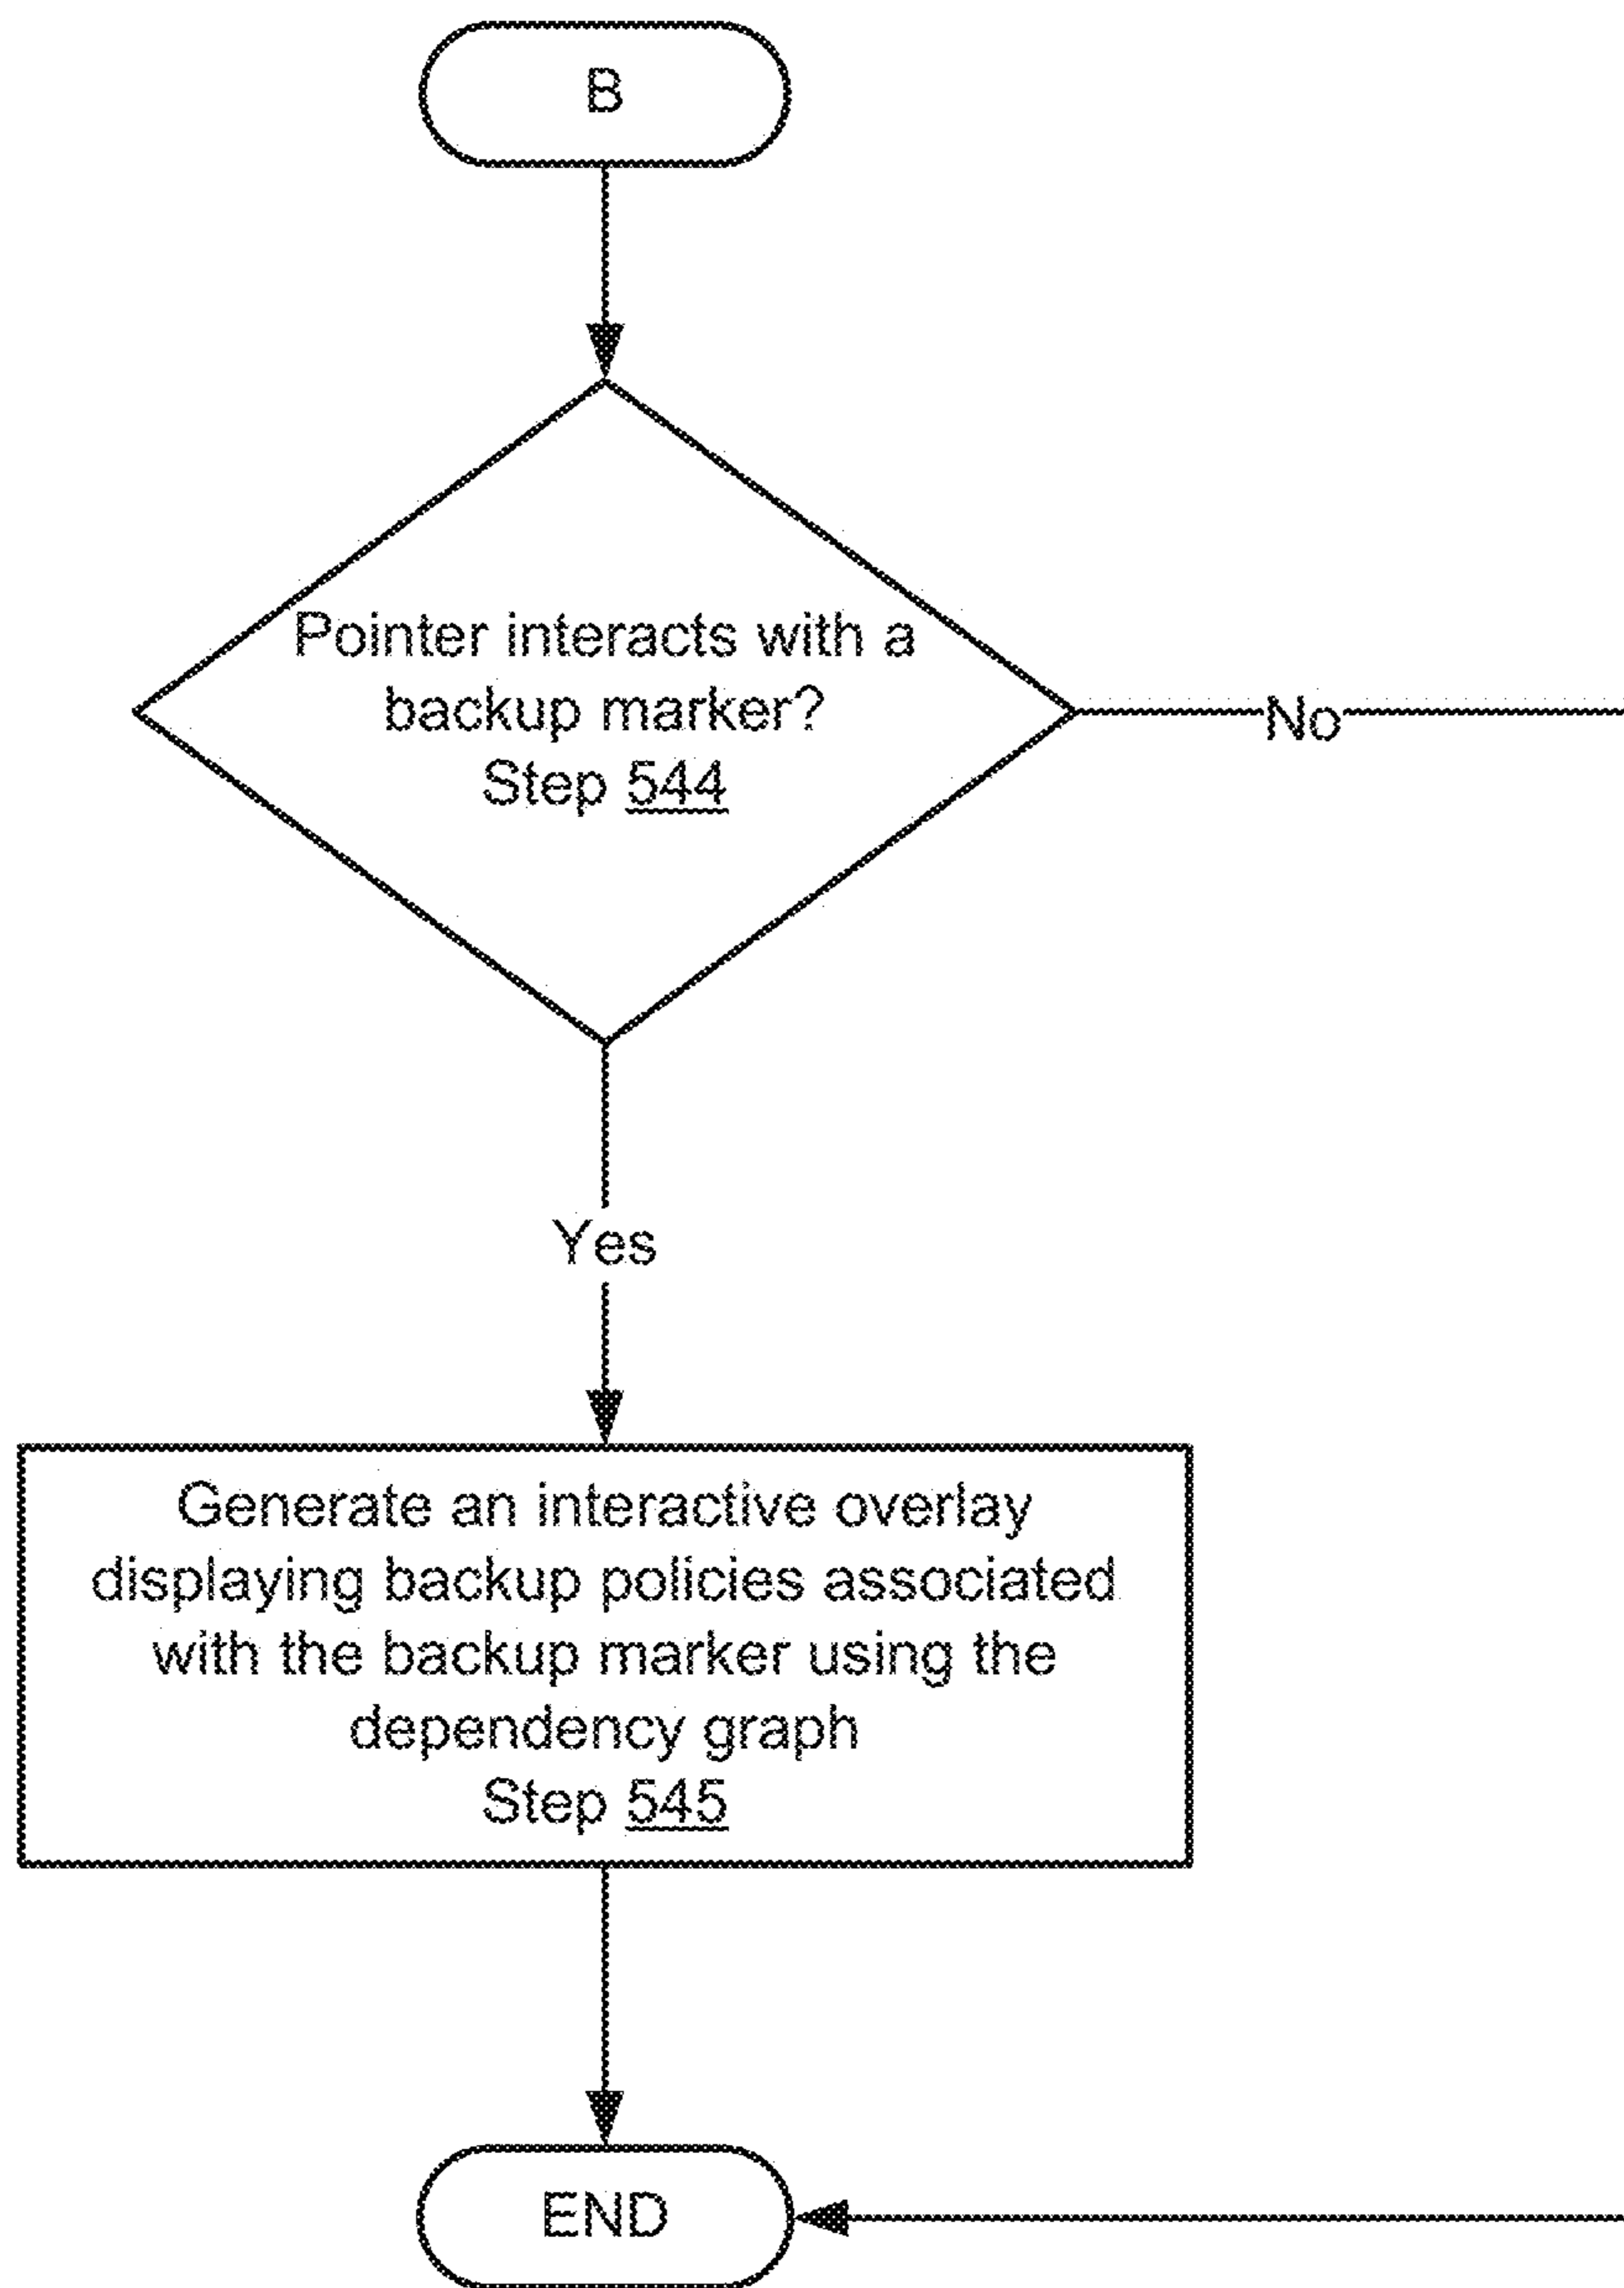 B
Pointer interacts with a
backup marker?
Step 544
No
Yes
Generate an interactive overlay
displaying backup policies associated
with the backup marker using the
dependency graph
Step 545
END